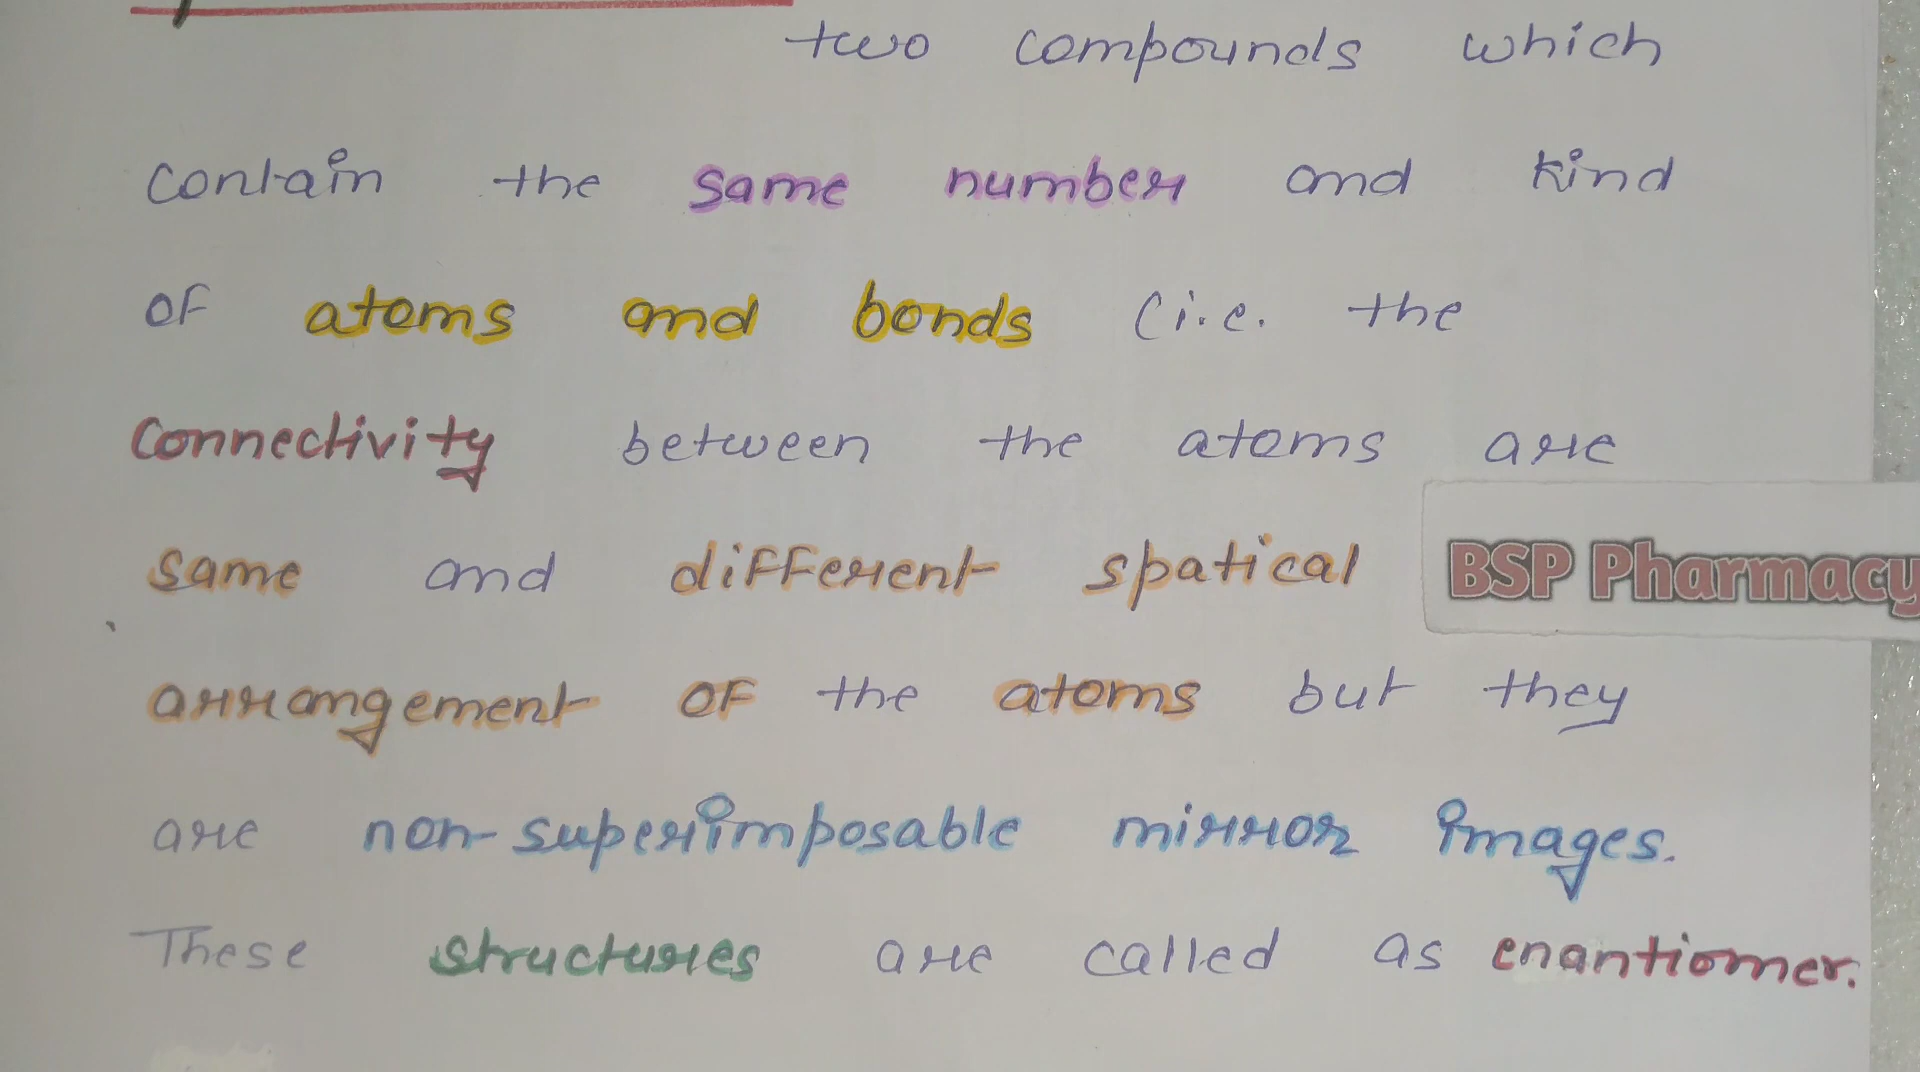 two compounds which
contain the same number and kind
of atoms and bonds (i.e. the
connectivity between the atoms are
same and different spatical
BSP Pharmacy
arrangement of the atoms but they
are non-superimposable mirror images.
These structures are called as enantiomer.